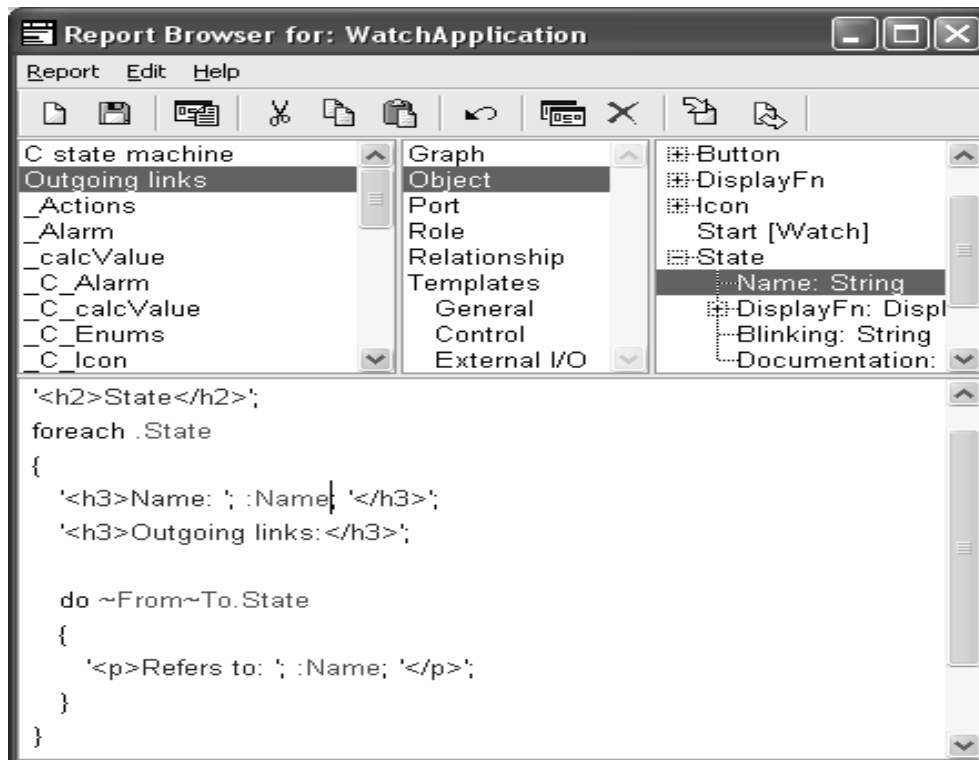 Report Browser for: WatchApplication
Report Edit Help
C state machine
Outgoing links
_Actions
_Alarm
_calcValue
_C_Alarm
_C_calcValue
_C_Enums
_C_Icon
Graph
Object
Port
Role
Relationship
Templates
General
Control
External I/O
Button
DisplayFn
Icon
Start [Watch]
State
Name: String
DisplayFn: Displ
Blinking: String
Documentation:
'<h2>State</h2>';
foreach .State
{
'<h3>Name: '; :Name; '</h3>';
'<h3>Outgoing links:</h3>';
do ~From~To.State
{
'<p>Refers to: '; :Name; '</p>';
}
}